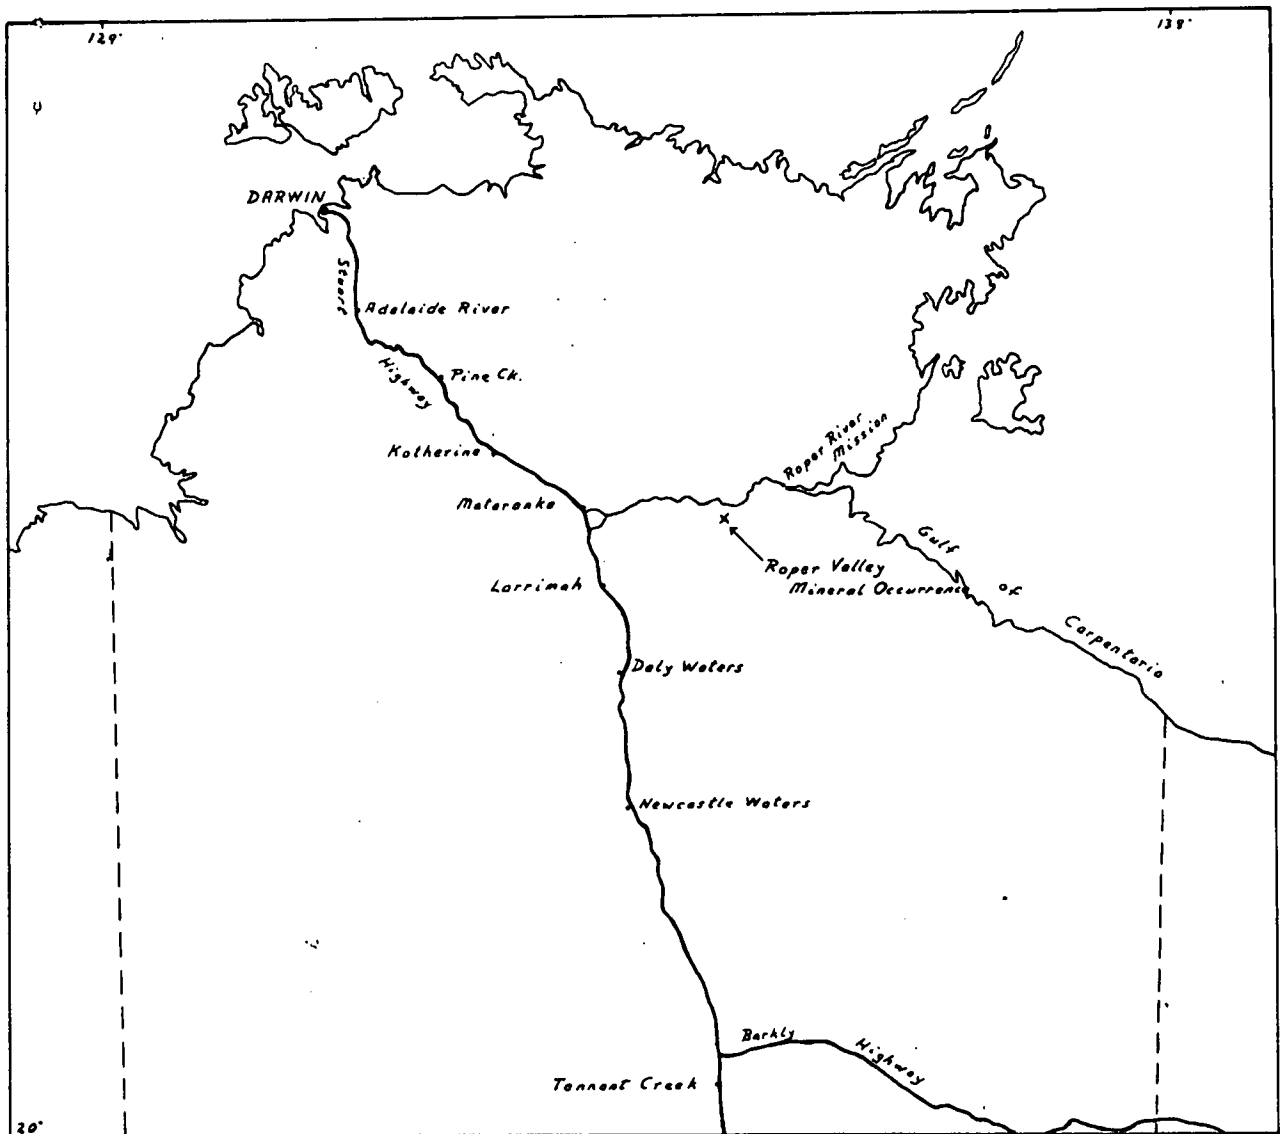 129°
138°
DARWIN
Stuart
Adelaide River
Highway
Pine Ck.
Katherine
Roper River
Mission
Mataranka
Gulf
of
Carpentaria
Roper Valley
Mineral Occurrence
Larrimah
Daly Waters
Newcastle Waters
Barkly
Highway
Tennant Creek
20°